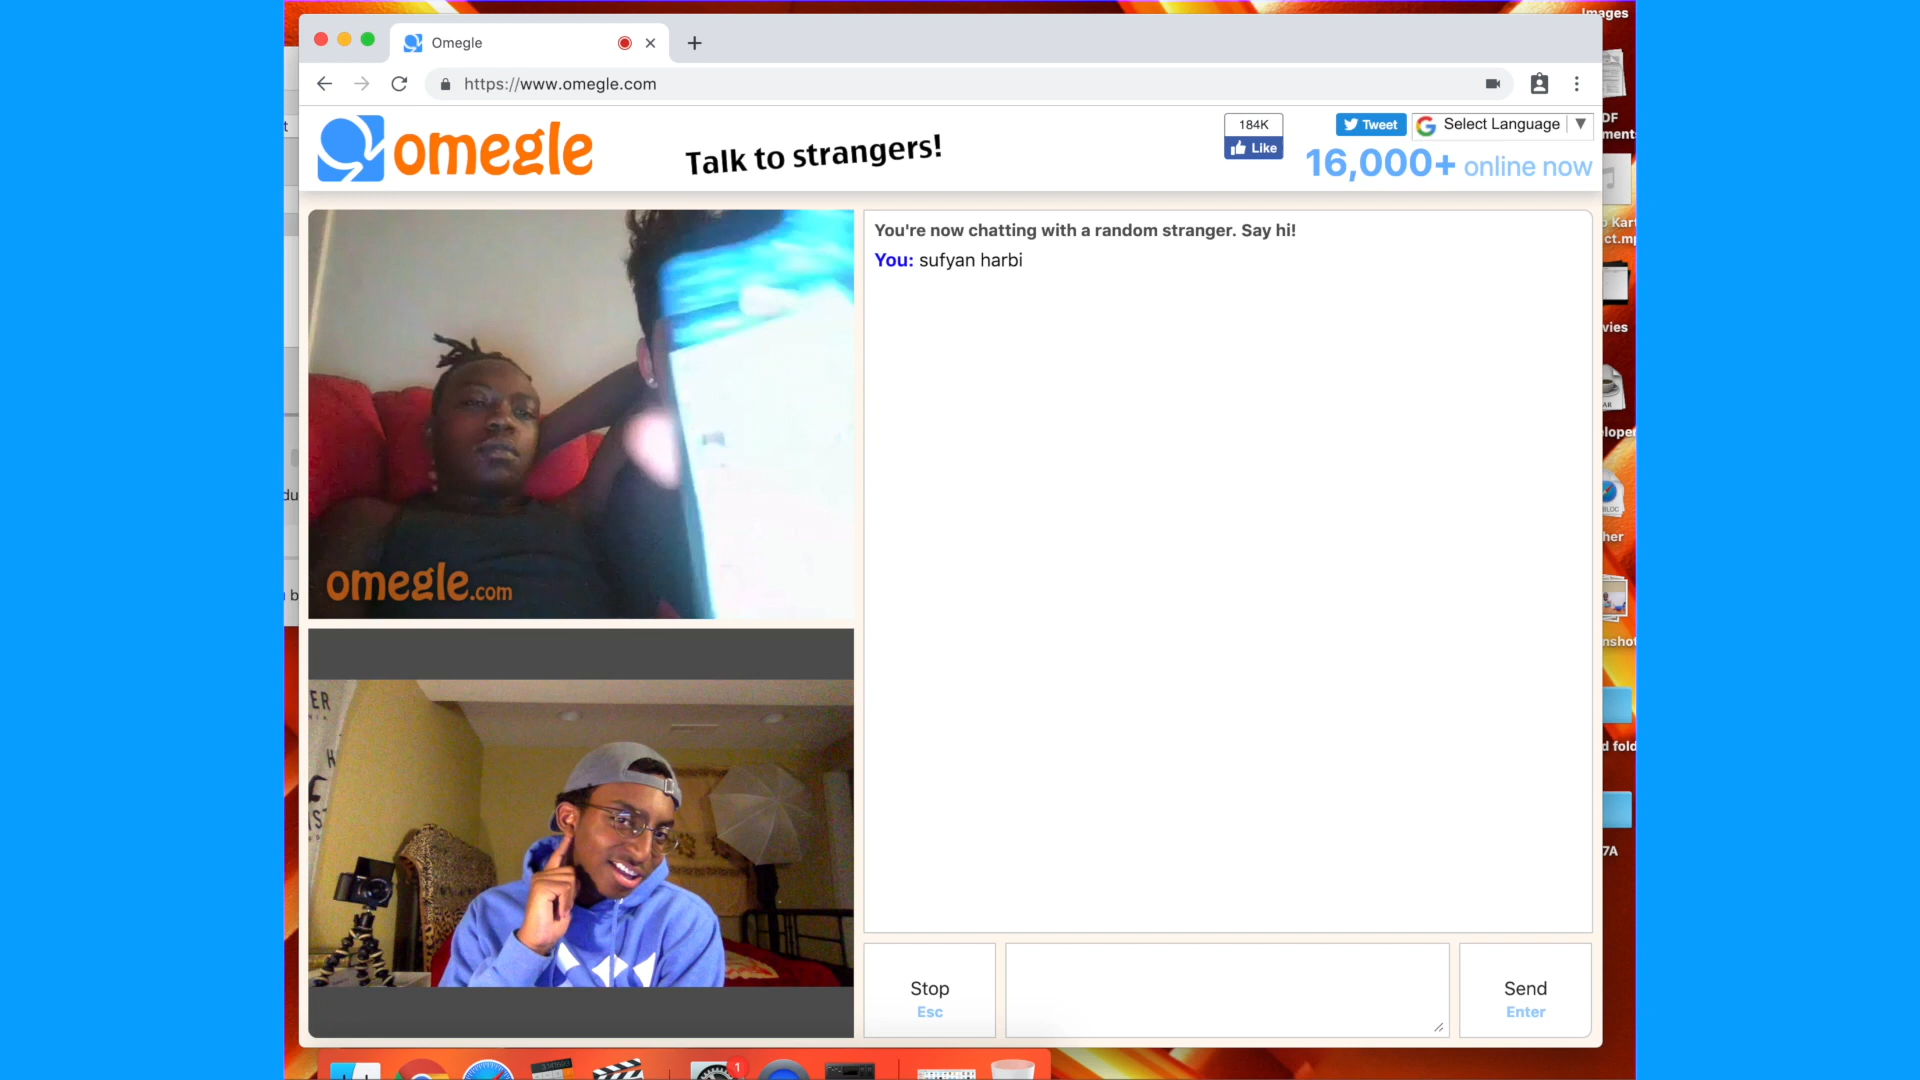 Images
Omegle
https://www.omegle.com
omegle
Talk to strangers!
184K
Like
Tweet
Select Language
16,000+ online now
You're now chatting with a random stranger. Say hi!
You: sufyan harbi
omegle.com
Stop
Esc
Send
Enter
1